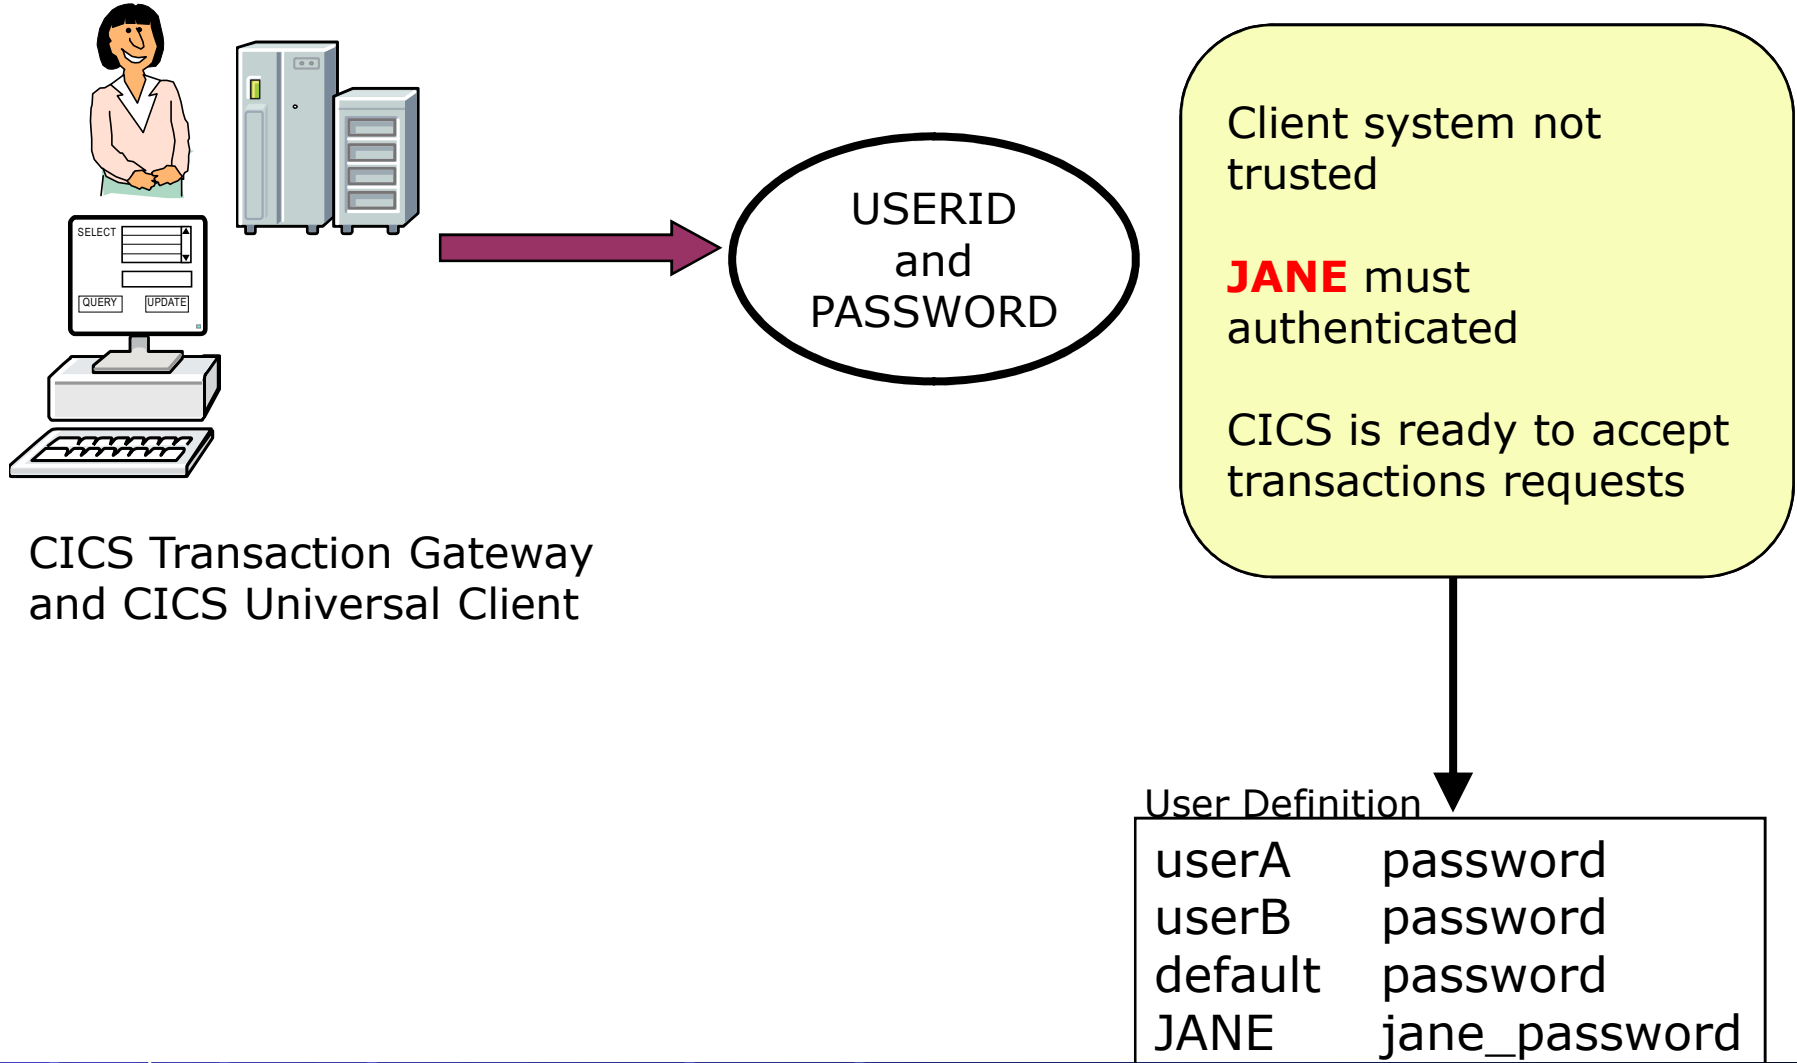 SELECT
QUERY UPDATE
CICS Transaction Gateway
and CICS Universal Client
USERID
and
PASSWORD
Client system not
trusted
JANE must
authenticated
CICS is ready to accept
transactions requests
User Definition
userA password
userB password
default password
JANE jane_password